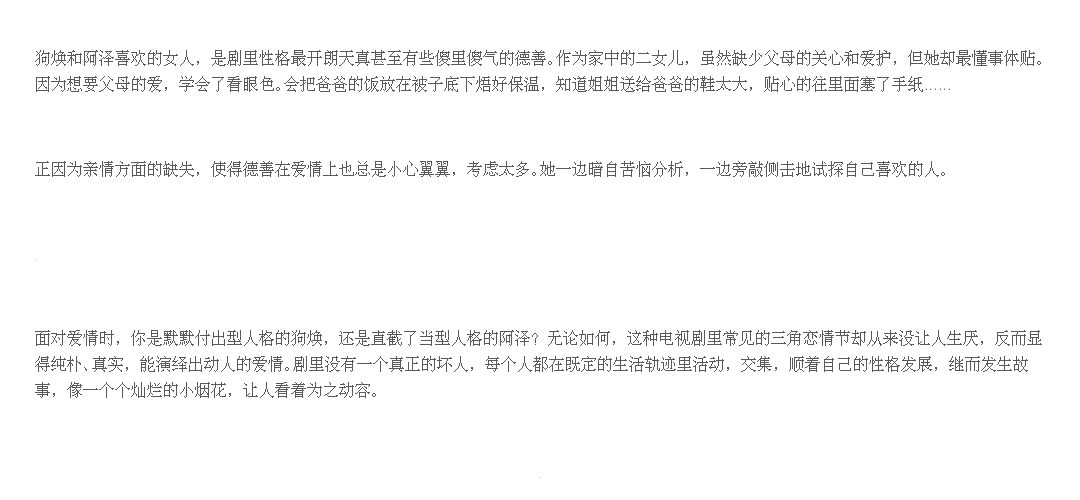 狗焕和阿泽喜欢的女人，是剧里性格最开朗天真甚至有些傻里傻气的德善。作为家中的二女儿，虽然缺少父母的关心和爱护，但她却最懂事体贴。
因为想要父母的爱，学会了看眼色。会把爸爸的饭放在被子底下焐好保温，知道姐姐送给爸爸的鞋太大，贴心的往里面塞了手纸……
正因为亲情方面的缺失，使得德善在爱情上也总是小心翼翼，考虑太多。她一边暗自苦恼分析，一边旁敲侧击地试探自己喜欢的人。
面对爱情时，你是默默付出型人格的狗焕，还是直截了当型人格的阿泽？无论如何，这种电视剧里常见的三角恋情节却从来没让人生厌，反而显
得纯朴、真实，能演绎出动人的爱情。剧里没有一个真正的坏人，每个人都在既定的生活轨迹里活动，交集，顺着自己的性格发展，继而发生故
事，像一个个灿烂的小烟花，让人看着为之动容。